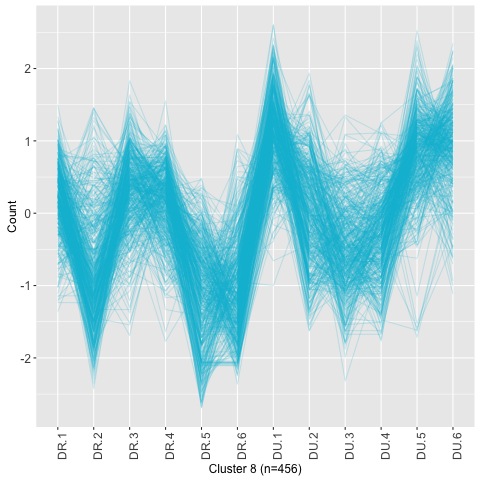 2
1
0
-1
-2
Count
DR.1
DR.2
DR.3
DR.4
DR.5
DR.6
DU.1
DU.2
DU.3
DU.4
DU.5
DU.6
Cluster 8 (n=456)